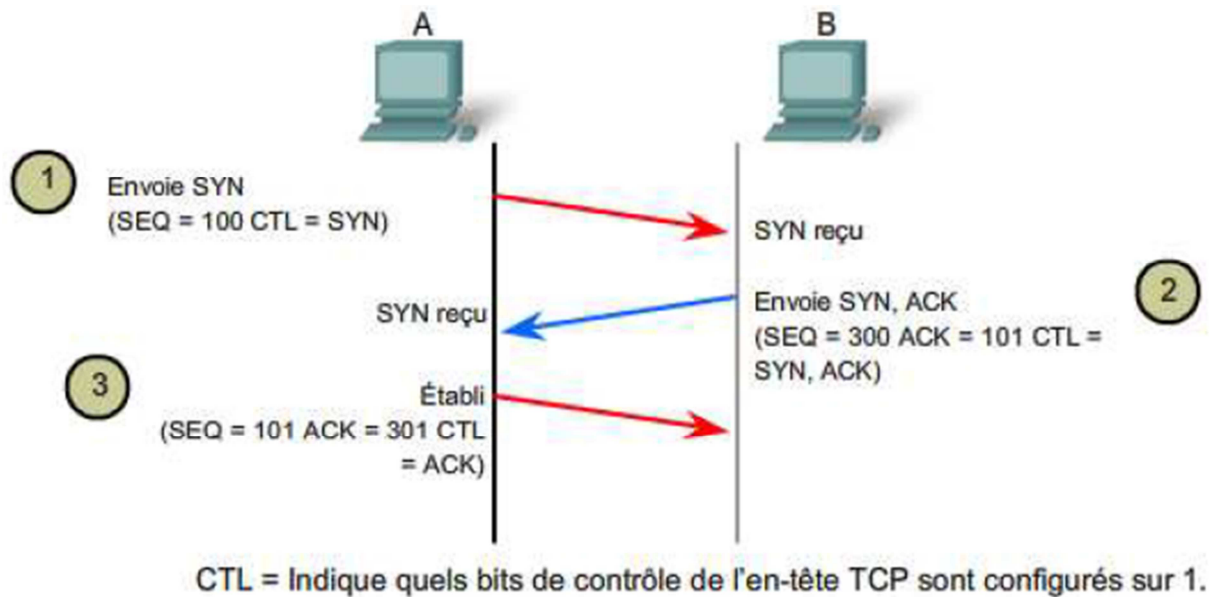 A
B
1
Envoie SYN
(SEQ = 100 CTL = SYN)
SYN reçu
SYN reçu
Envoie SYN, ACK
(SEQ = 300 ACK = 101 CTL =
SYN, ACK)
2
3
Établi
(SEQ = 101 ACK = 301 CTL
= ACK)
CTL = Indique quels bits de contrôle de l'en-tête TCP sont configurés sur 1.